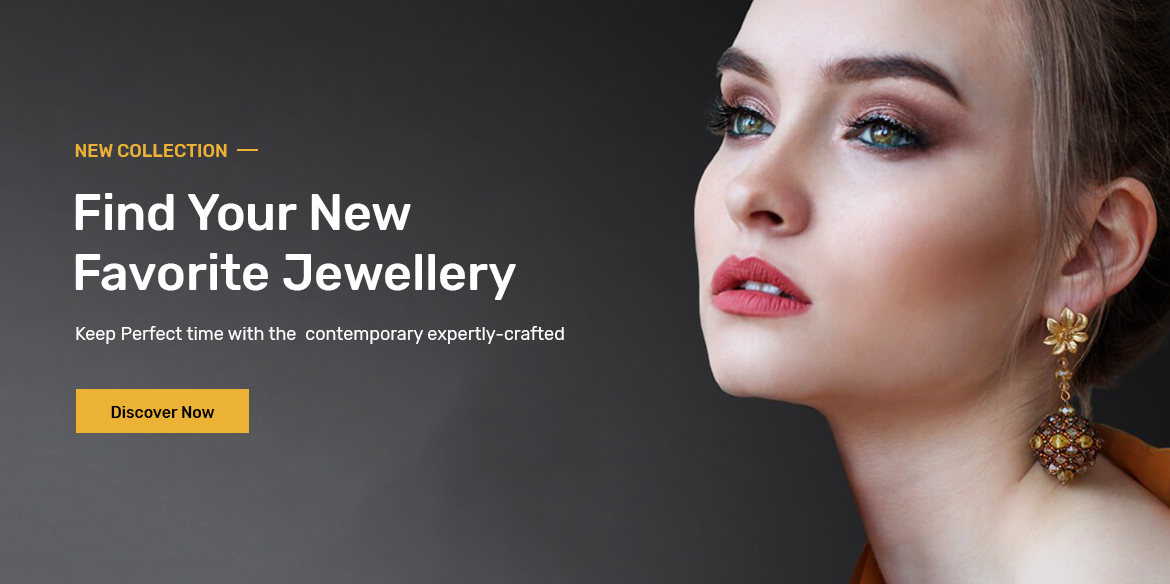 NEW COLLECTION
Find Your New
Favorite Jewellery
Keep Perfect time with the  contemporary expertly-crafted
Discover Now